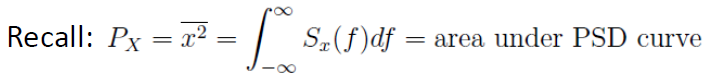 Recall: $P_X = \overline{x^2} = \int_{-\infty}^{\infty} S_x(f)df$ = area under PSD curve